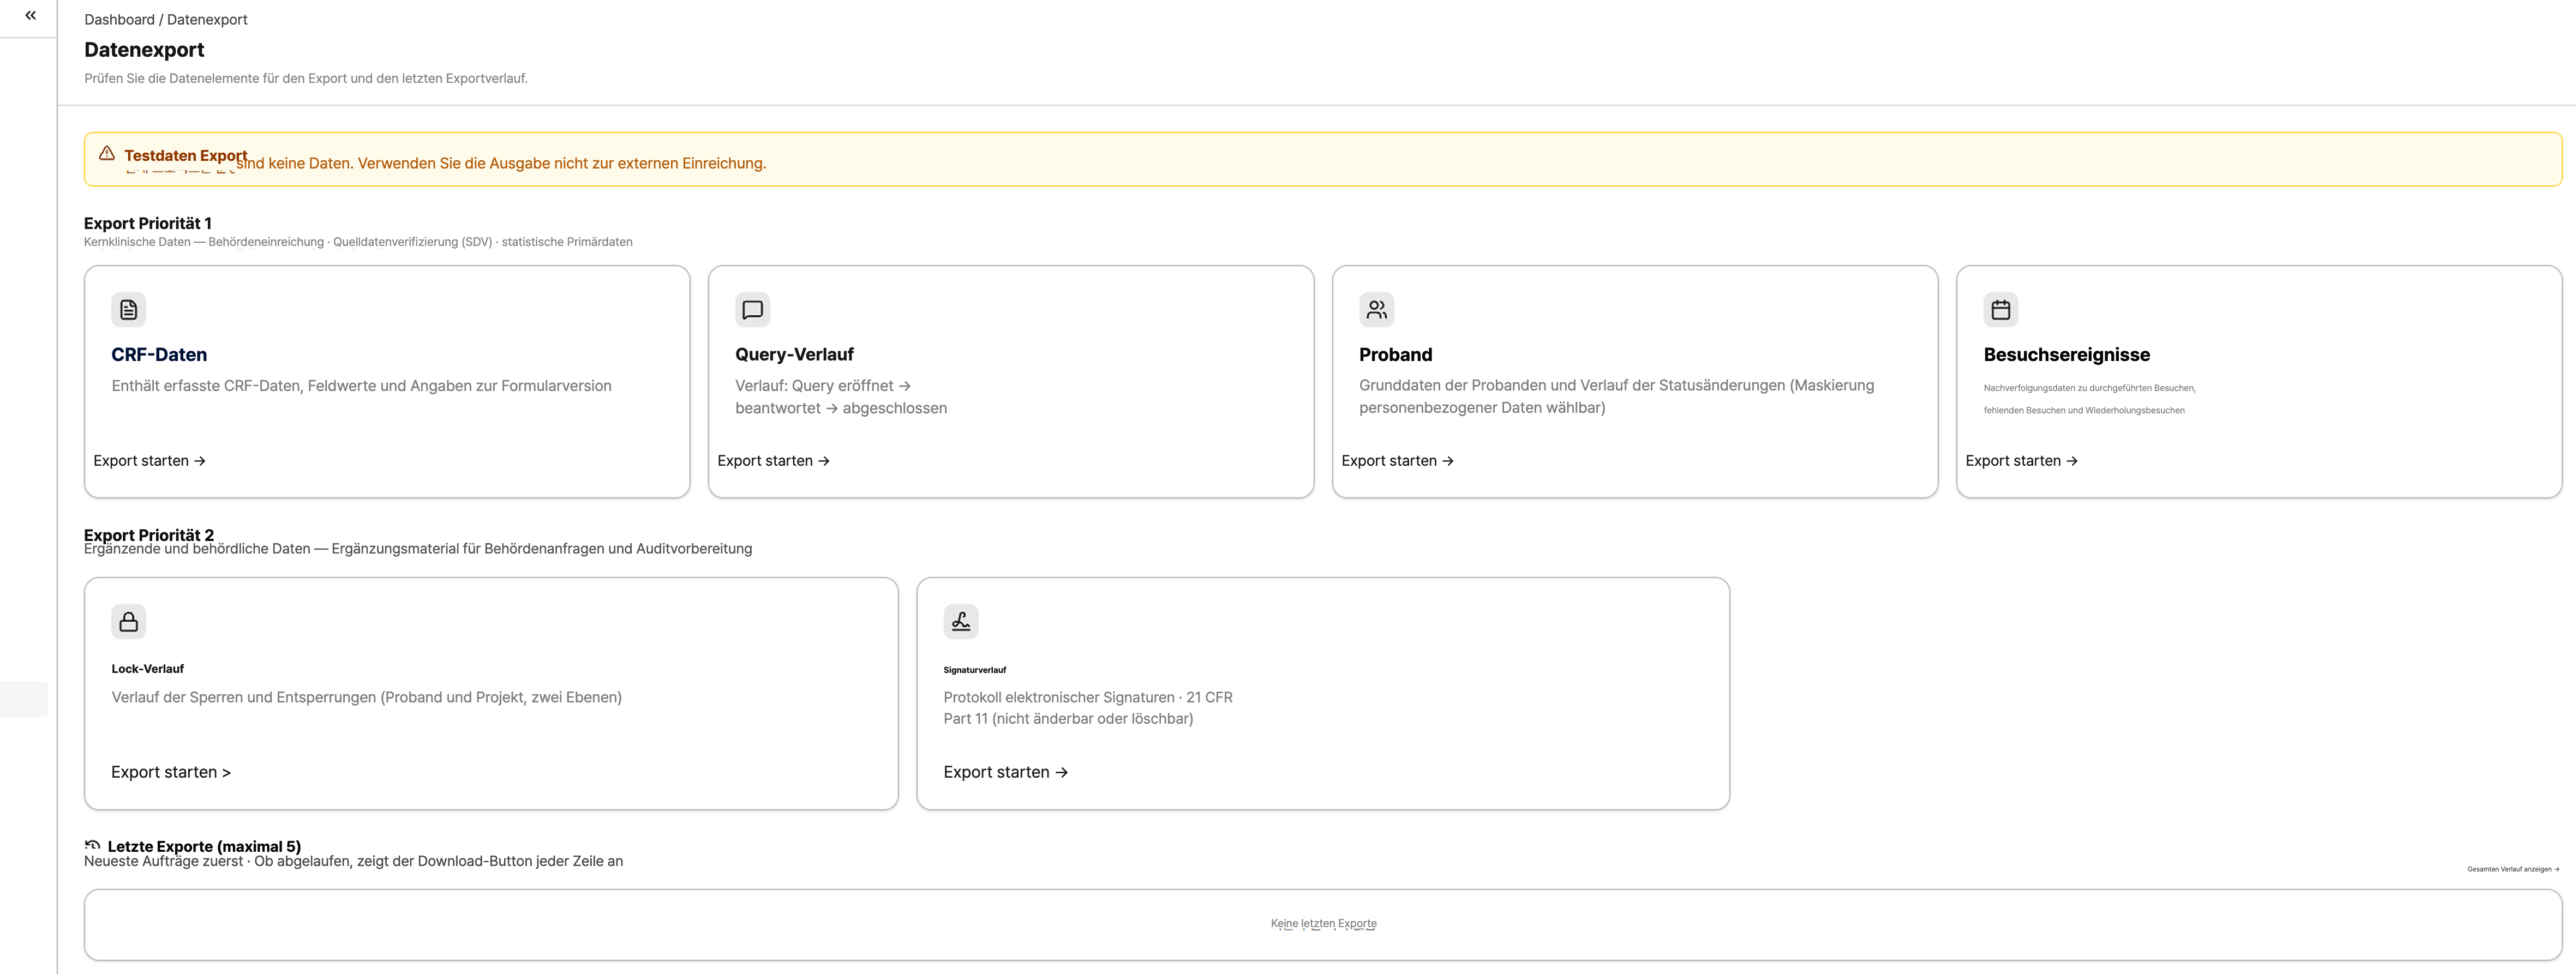 Dashboard / Datenexport
Datenexport
Prüfen Sie die Datenelemente für den Export und den letzten Exportverlauf.
Testdaten Export
sind keine Daten. Verwenden Sie die Ausgabe nicht zur externen Einreichung.
Export Priorität 1
Kernklinische Daten — Behördeneinreichung · Quelldatenverifizierung (SDV) · statistische Primärdaten
CRF-Daten
Enthält erfasste CRF-Daten, Feldwerte und Angaben zur Formularversion
Export starten →
Query-Verlauf
Verlauf: Query eröffnet →
beantwortet → abgeschlossen
Export starten →
Proband
Grunddaten der Probanden und Verlauf der Statusänderungen (Maskierung
personenbezogener Daten wählbar)
Export starten →
Besuchsereignisse
Nachverfolgungsdaten zu durchgeführten Besuchen,
fehlenden Besuchen und Wiederholungsbesuchen
Export starten →
Export Priorität 2
Ergänzende und behördliche Daten — Ergänzungsmaterial für Behördenanfragen und Auditvorbereitung
Lock-Verlauf
Verlauf der Sperren und Entsperrungen (Proband und Projekt, zwei Ebenen)
Export starten >
Signaturverlauf
Protokoll elektronischer Signaturen · 21 CFR
Part 11 (nicht änderbar oder löschbar)
Export starten →
Letzte Exporte (maximal 5)
Neueste Aufträge zuerst · Ob abgelaufen, zeigt der Download-Button jeder Zeile an
Gesamten Verlauf anzeigen →
Keine letzten Exporte